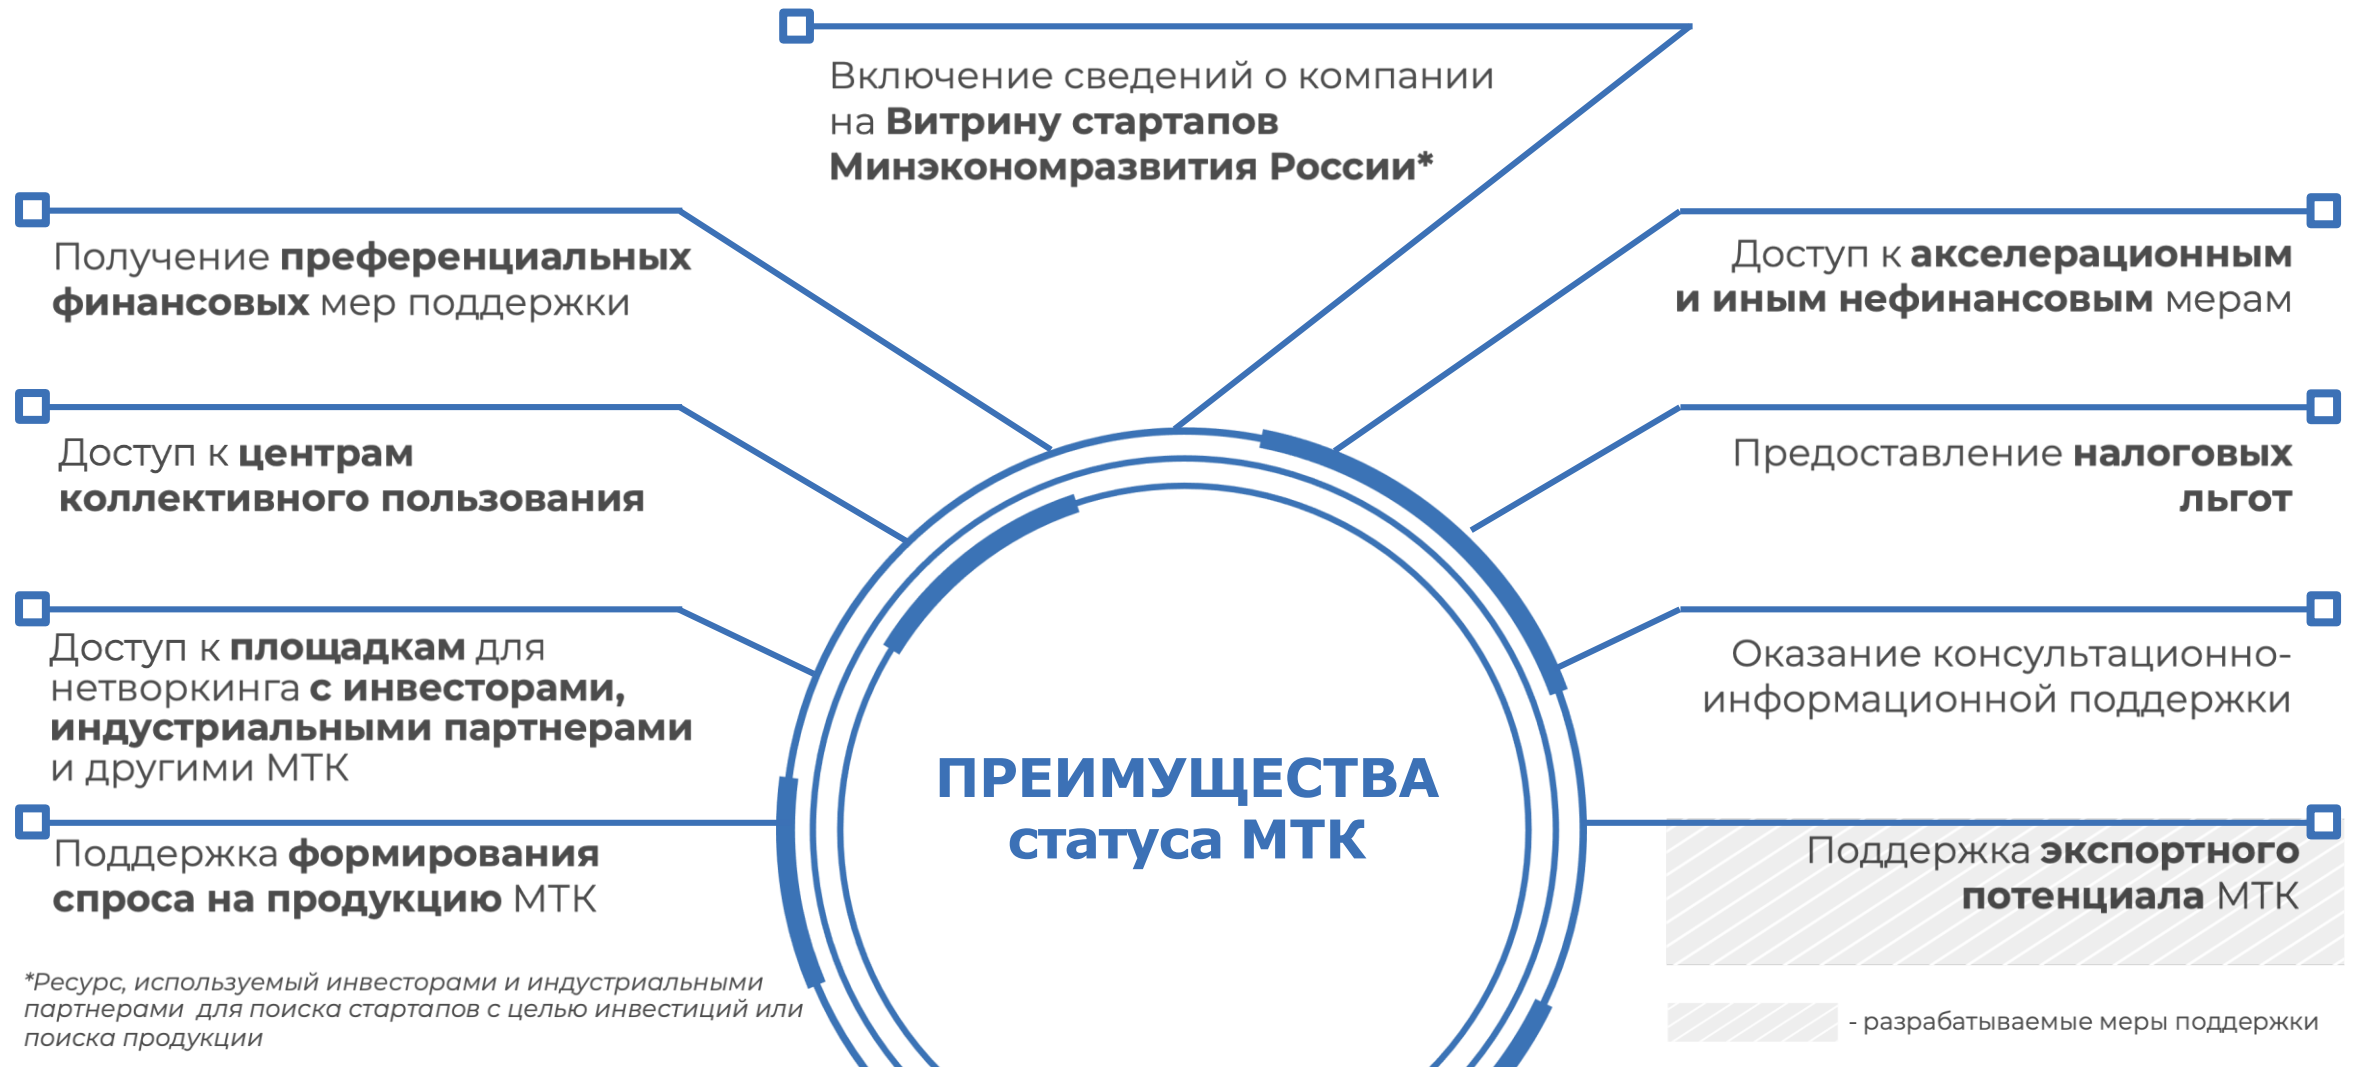 Включение сведений о компании
на Витрину стартапов
Минэкономразвития России*
Получение преференциальных
финансовых мер поддержки
Доступ к центрам
коллективного пользования
Доступ к площадкам для
нетворкинга с инвесторами,
индустриальными партнерами
и другими МТК
Поддержка формирования
спроса на продукцию МТК
*Ресурс, используемый инвесторами и индустриальными
партнерами для поиска стартапов с целью инвестиций или
поиска продукции
ПРЕИМУЩЕСТВА
статуса МТК
Доступ к акселерационным
и иным нефинансовым мерам
Предоставление налоговых
льгот
Оказание консультационно-
информационной поддержки
Поддержка экспортного
потенциала МТК
- разрабатываемые меры поддержки